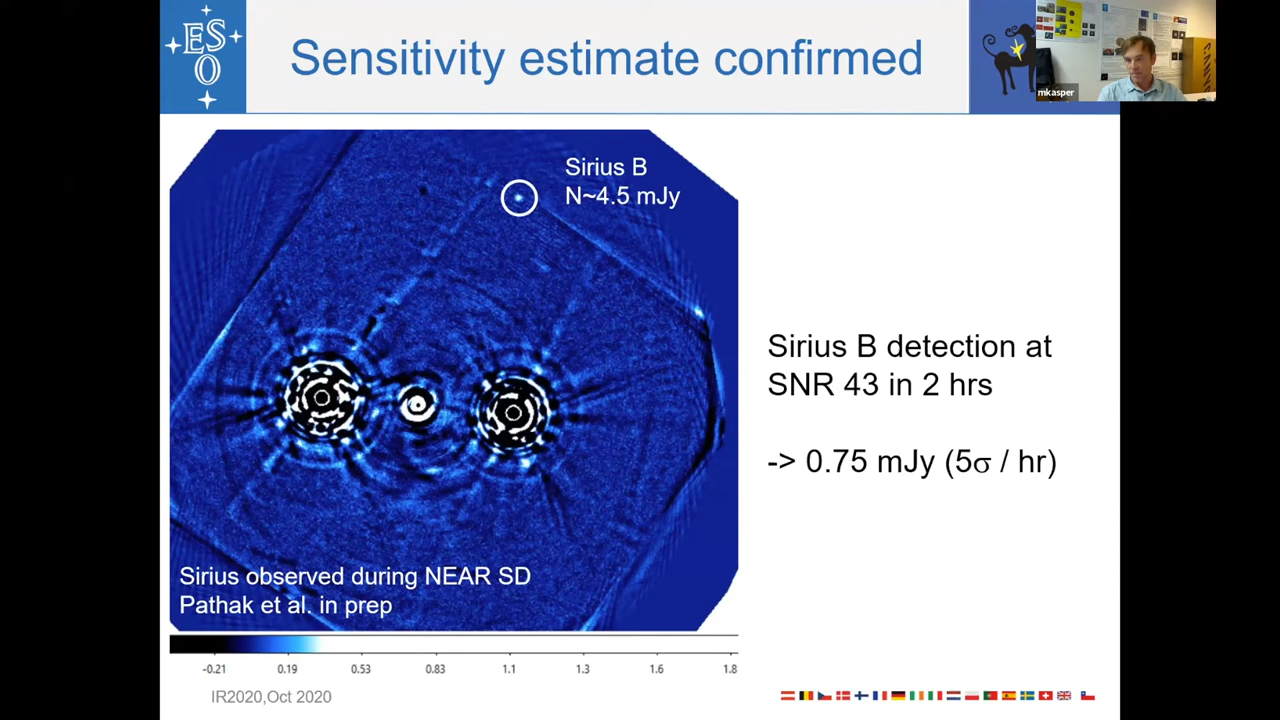 ES
O
Sensitivity estimate confirmed
mkasper
Sirius B
N~4.5 mJy
Sirius B detection at
SNR 43 in 2 hrs
-> 0.75 mJy (5σ / hr)
Sirius observed during NEAR SD
Pathak et al. in prep
-0.21 0.19 0.53 0.83 1.1 1.3 1.6 1.8
IR2020,Oct 2020